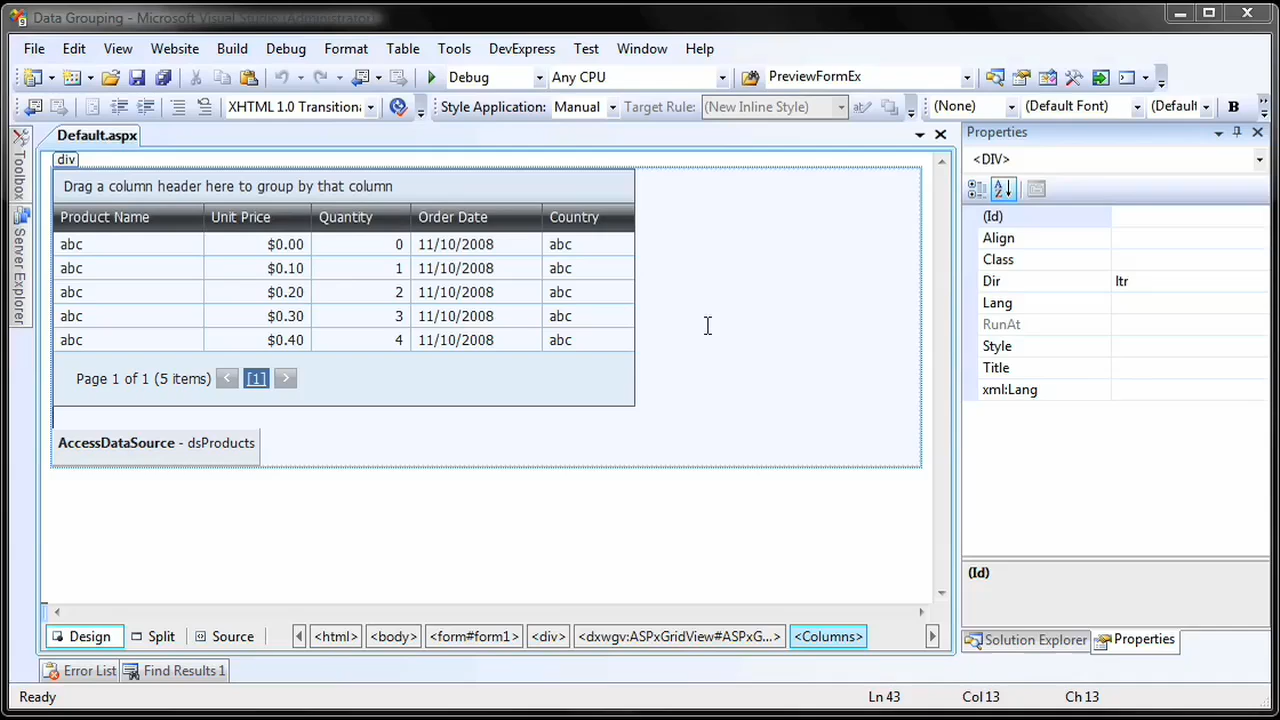 Data Grouping - Microsoft Visual Studio (Administrator)
File Edit View Website Build Debug Format Table Tools DevExpress Test Window Help
Debug Any CPU PreviewFormEx
XHTML 1.0 Transition Style Application: Manual Target Rule: (New Inline Style) (None) (Default Font) (Default B
Toolbox
Server Explorer
Default.aspx
div
Drag a column header here to group by that column
Product Name Unit Price Quantity Order Date Country
abc $0.00 0 11/10/2008 abc
abc $0.10 1 11/10/2008 abc
abc $0.20 2 11/10/2008 abc
abc $0.30 3 11/10/2008 abc
abc $0.40 4 11/10/2008 abc
Page 1 of 1 (5 items) < [1] >
AccessDataSource - dsProducts
Design Split Source <html> <body> <form#form1> <div> <dxwgv:ASPxGridView#ASPxG...> <Columns>
Properties
<DIV>
(Id)
Align
Class
Dir ltr
Lang
RunAt
Style
Title
xml:Lang
(Id)
Solution Explorer Properties
Error List Find Results 1
Ready Ln 43 Col 13 Ch 13